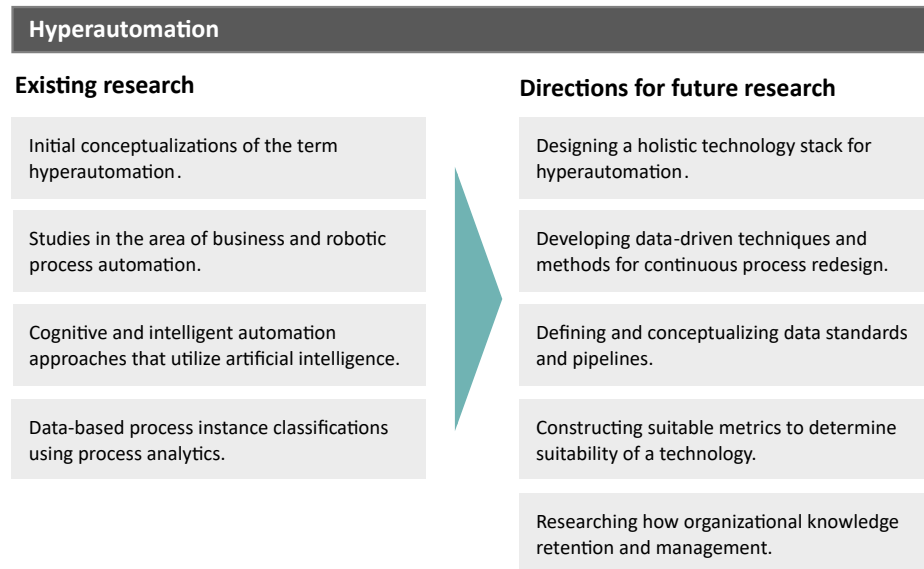 Hyperautomation
Existing research
Initial conceptualizations of the term
hyperautomation.
Studies in the area of business and robotic
process automation.
Cognitive and intelligent automation
approaches that utilize artificial intelligence.
Data-based process instance classifications
using process analytics.
Directions for future research
Designing a holistic technology stack for
hyperautomation.
Developing data-driven techniques and
methods for continuous process redesign.
Defining and conceptualizing data standards
and pipelines.
Constructing suitable metrics to determine
suitability of a technology.
Researching how organizational knowledge
retention and management.